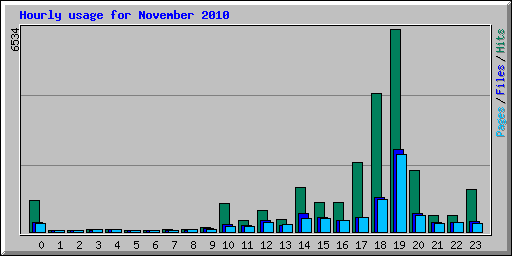 Hourly usage for November 2010
6534
Pages/Files/Hits
0 1 2 3 4 5 6 7 8 9 10 11 12 13 14 15 16 17 18 19 20 21 22 23